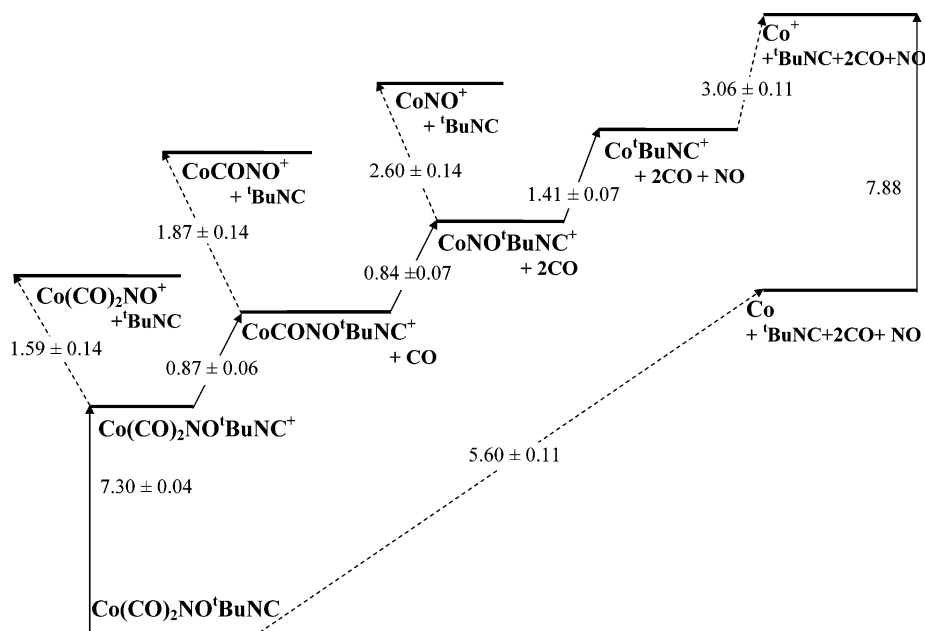 Co⁺
+ᵗBuNC+2CO+NO
CoNO⁺
+ ᵗBuNC
3.06 ± 0.11
CoᵗBuNC⁺
+ 2CO + NO
CoCONO⁺
+ ᵗBuNC
2.60 ± 0.14
1.41 ± 0.07
7.88
1.87 ± 0.14
CoNOᵗBuNC⁺
+ 2CO
0.84 ±0.07
Co(CO)₂NO⁺
+ᵗBuNC
CoCONOᵗBuNC⁺
+ CO
Co
+ ᵗBuNC+2CO+ NO
1.59 ± 0.14
0.87 ± 0.06
Co(CO)₂NOᵗBuNC⁺
5.60 ± 0.11
7.30 ± 0.04
Co(CO)₂NOᵗBuNC